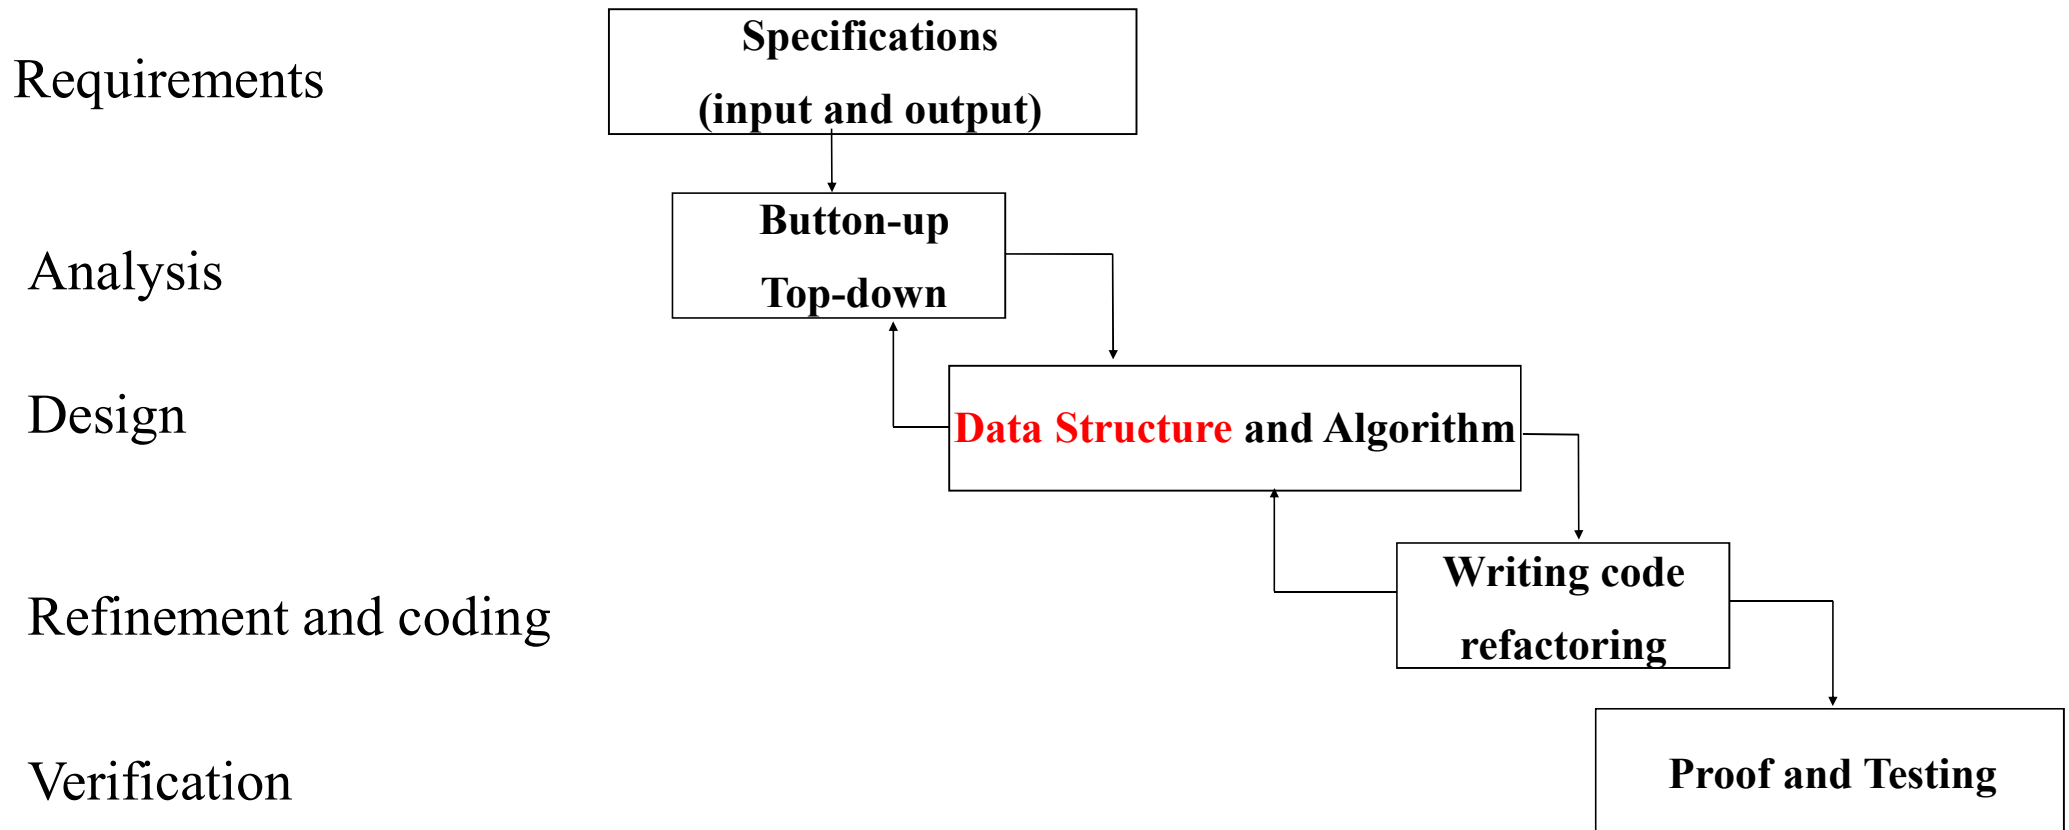 Requirements
Specifications
(input and output)
Analysis
Button-up
Top-down
Design
Data Structure and Algorithm
Refinement and coding
Writing code
refactoring
Verification
Proof and Testing